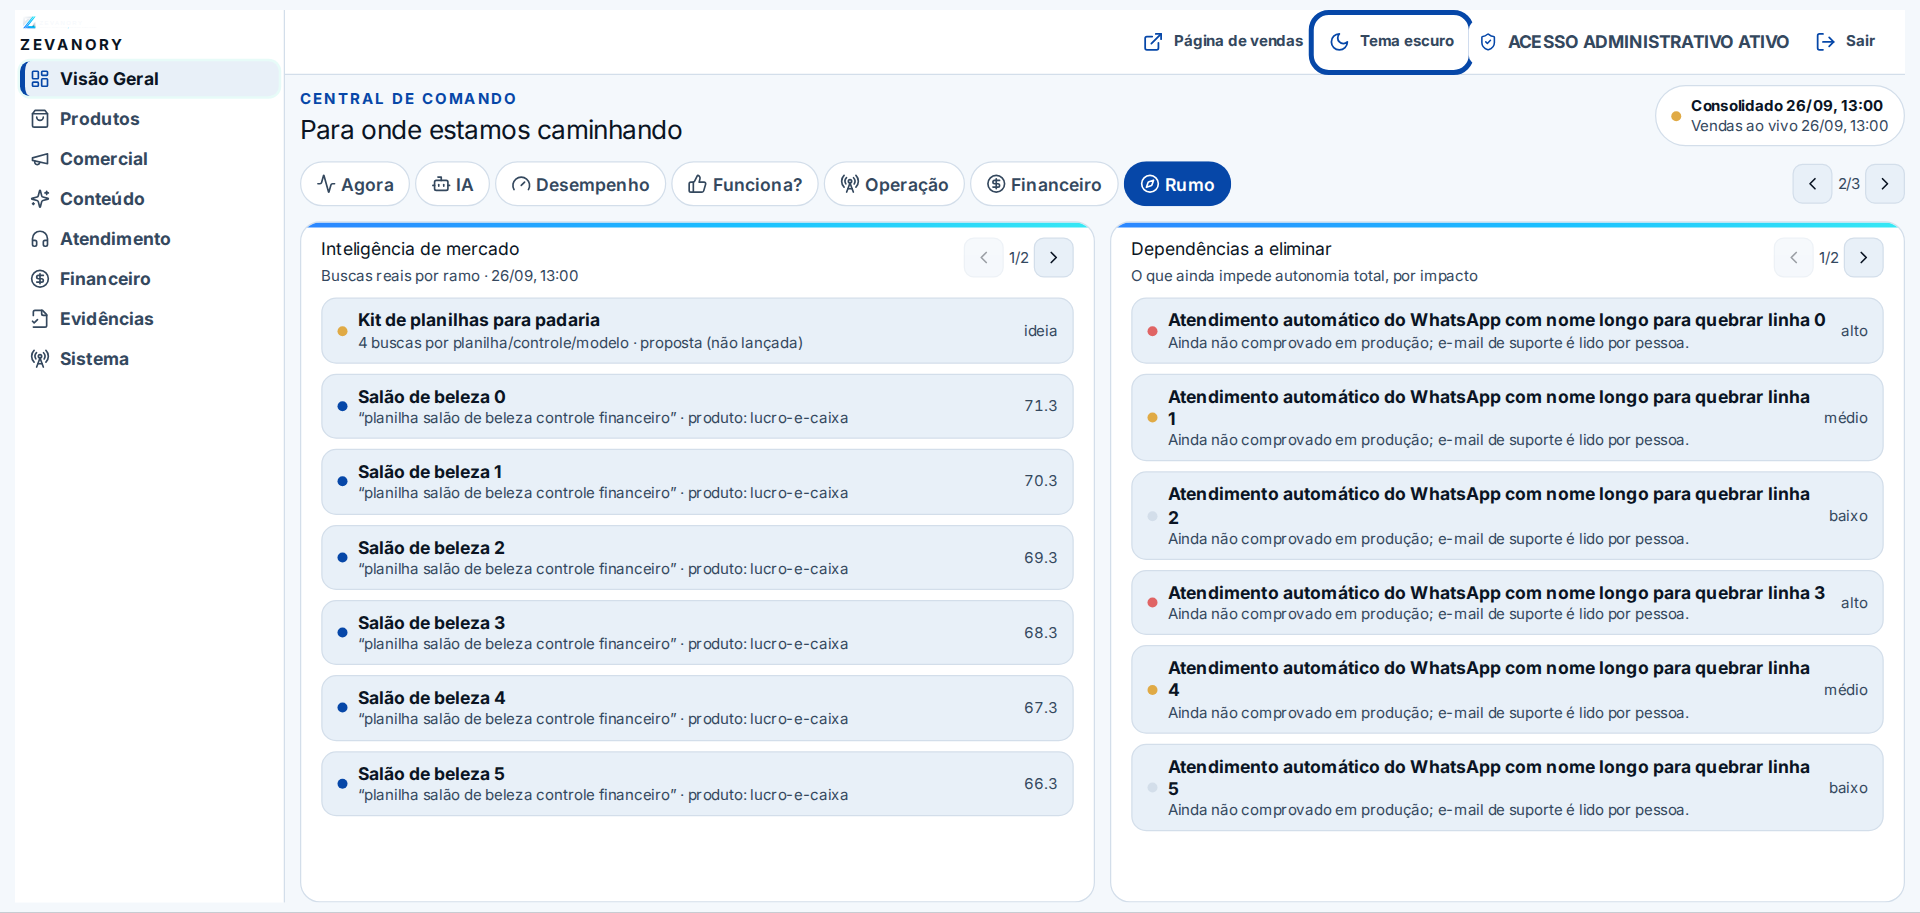 ZEVANORY
Página de vendas
Tema escuro
ACESSO ADMINISTRATIVO ATIVO
Sair
Visão Geral
Produtos
Comercial
Conteúdo
Atendimento
Financeiro
Evidências
Sistema
CENTRAL DE COMANDO
Para onde estamos caminhando
Consolidado 26/09, 13:00
Vendas ao vivo 26/09, 13:00
Agora
IA
Desempenho
Funciona?
Operação
Financeiro
Rumo
2/3
Inteligência de mercado
Buscas reais por ramo · 26/09, 13:00
1/2
Kit de planilhas para padaria
4 buscas por planilha/controle/modelo · proposta (não lançada)
ideia
Salão de beleza 0
“planilha salão de beleza controle financeiro” · produto: lucro-e-caixa
71.3
Salão de beleza 1
“planilha salão de beleza controle financeiro” · produto: lucro-e-caixa
70.3
Salão de beleza 2
“planilha salão de beleza controle financeiro” · produto: lucro-e-caixa
69.3
Salão de beleza 3
“planilha salão de beleza controle financeiro” · produto: lucro-e-caixa
68.3
Salão de beleza 4
“planilha salão de beleza controle financeiro” · produto: lucro-e-caixa
67.3
Salão de beleza 5
“planilha salão de beleza controle financeiro” · produto: lucro-e-caixa
66.3
Dependências a eliminar
O que ainda impede autonomia total, por impacto
1/2
Atendimento automático do WhatsApp com nome longo para quebrar linha 0
Ainda não comprovado em produção; e-mail de suporte é lido por pessoa.
alto
Atendimento automático do WhatsApp com nome longo para quebrar linha
1
Ainda não comprovado em produção; e-mail de suporte é lido por pessoa.
médio
Atendimento automático do WhatsApp com nome longo para quebrar linha
2
Ainda não comprovado em produção; e-mail de suporte é lido por pessoa.
baixo
Atendimento automático do WhatsApp com nome longo para quebrar linha 3
Ainda não comprovado em produção; e-mail de suporte é lido por pessoa.
alto
Atendimento automático do WhatsApp com nome longo para quebrar linha
4
Ainda não comprovado em produção; e-mail de suporte é lido por pessoa.
médio
Atendimento automático do WhatsApp com nome longo para quebrar linha
5
Ainda não comprovado em produção; e-mail de suporte é lido por pessoa.
baixo